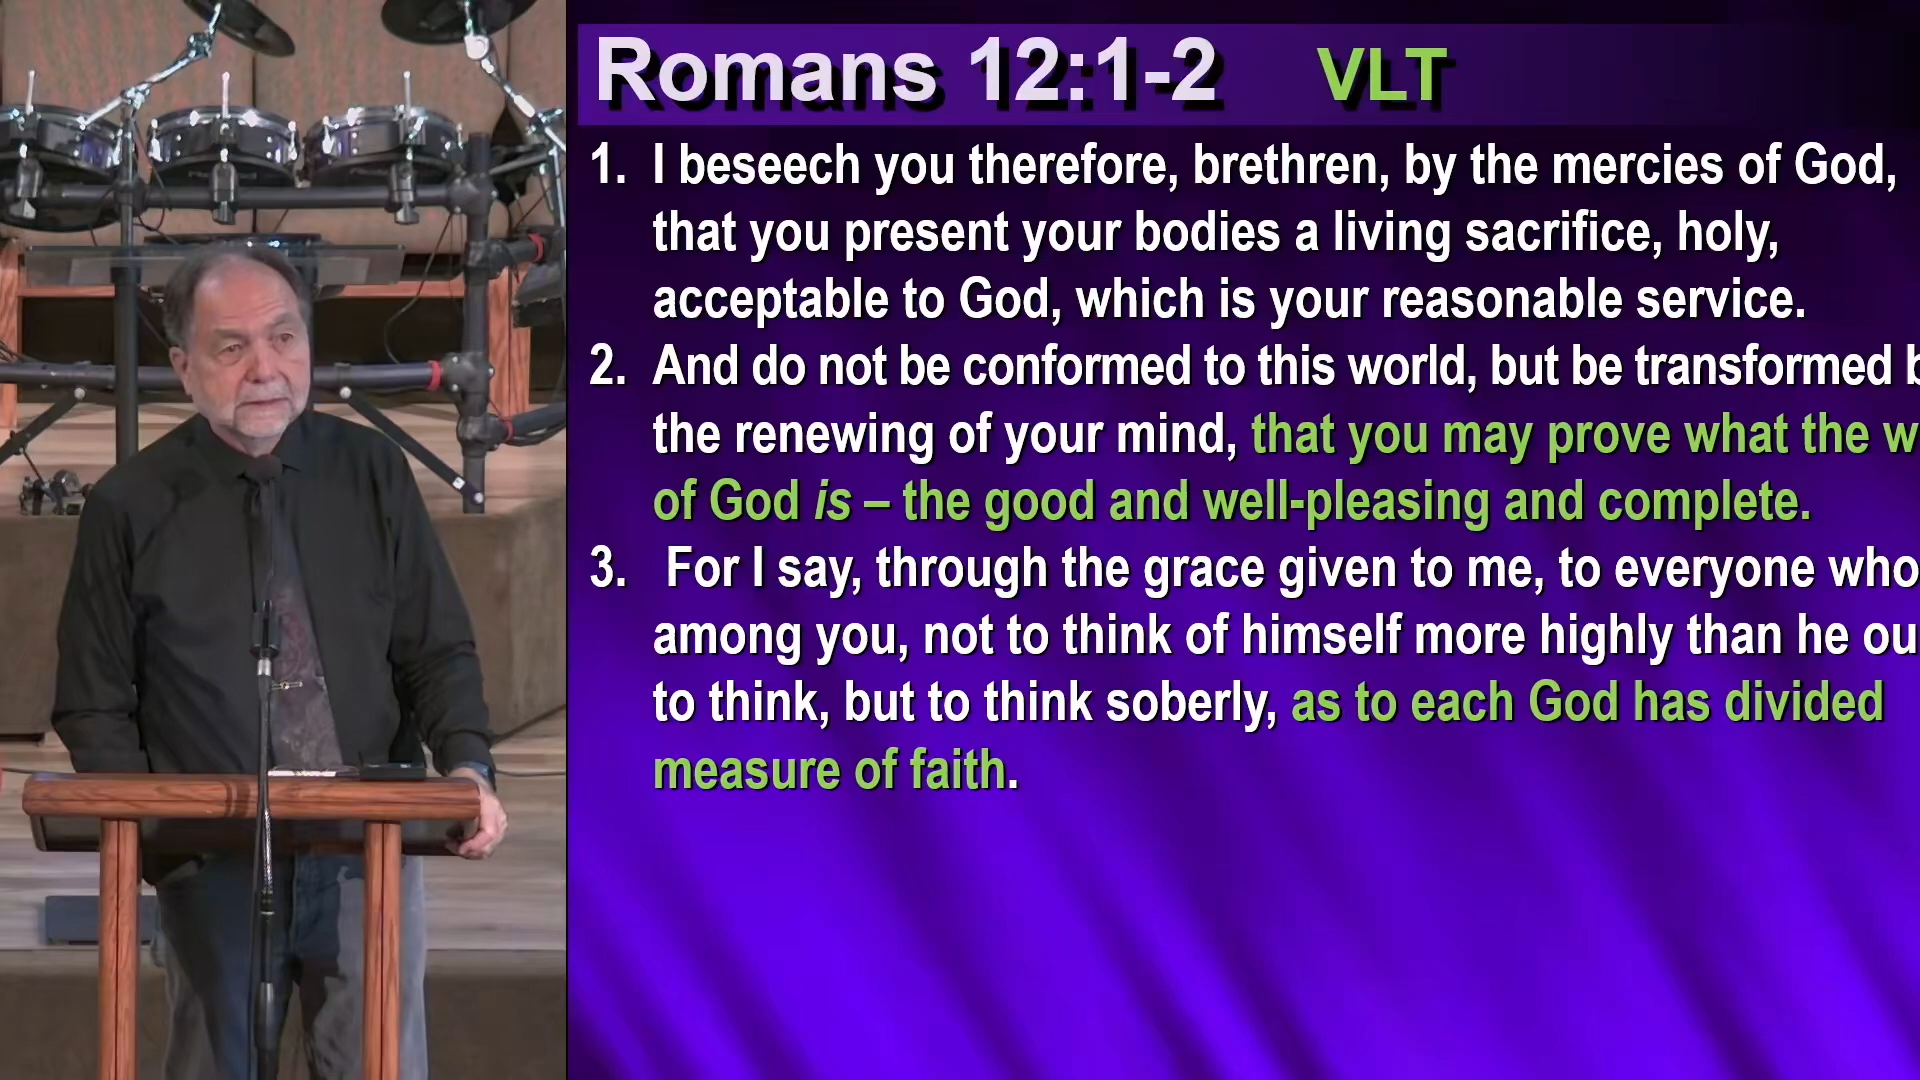 Romans 12:1-2 VLT
1. I beseech you therefore, brethren, by the mercies of God,
that you present your bodies a living sacrifice, holy,
acceptable to God, which is your reasonable service.
2. And do not be conformed to this world, but be transformed
the renewing of your mind, that you may prove what the
of God is – the good and well-pleasing and complete.
3. For I say, through the grace given to me, to everyone who
among you, not to think of himself more highly than he
to think, but to think soberly, as to each God has divided
measure of faith.